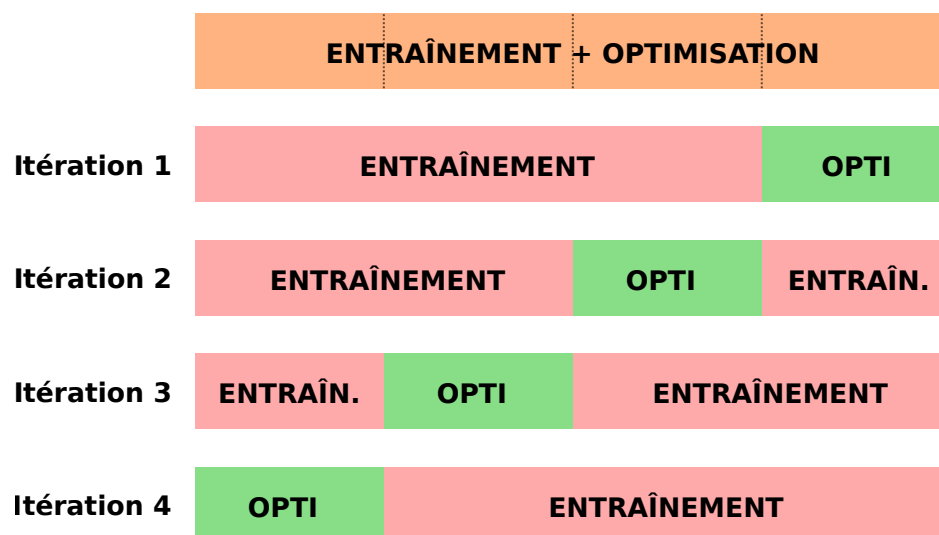 ENTRAÎNEMENT + OPTIMISATION
Itération 1 ENTRAÎNEMENT OPTI
Itération 2 ENTRAÎNEMENT OPTI ENTRAÎN.
Itération 3 ENTRAÎN. OPTI ENTRAÎNEMENT
Itération 4 OPTI ENTRAÎNEMENT